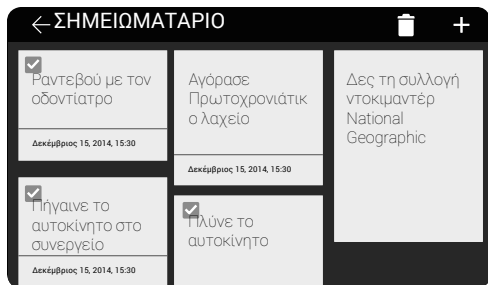 ΣΗΜΕΙΩΜΑΤΑΡΙΟ
Ραντεβού με τον
οδοντίατρο
Δεκέμβριος 15, 2014, 15:30
Πήγαινε το
αυτοκίνητο στο
συνεργείο
Δεκέμβριος 15, 2014, 15:30
Αγόρασε
Πρωτοχρονιάτικ
ο λαχείο
Δεκέμβριος 15, 2014, 15:30
Πλύνε το
αυτοκίνητο
Δες τη συλλογή
ντοκιμαντέρ
National
Geographic